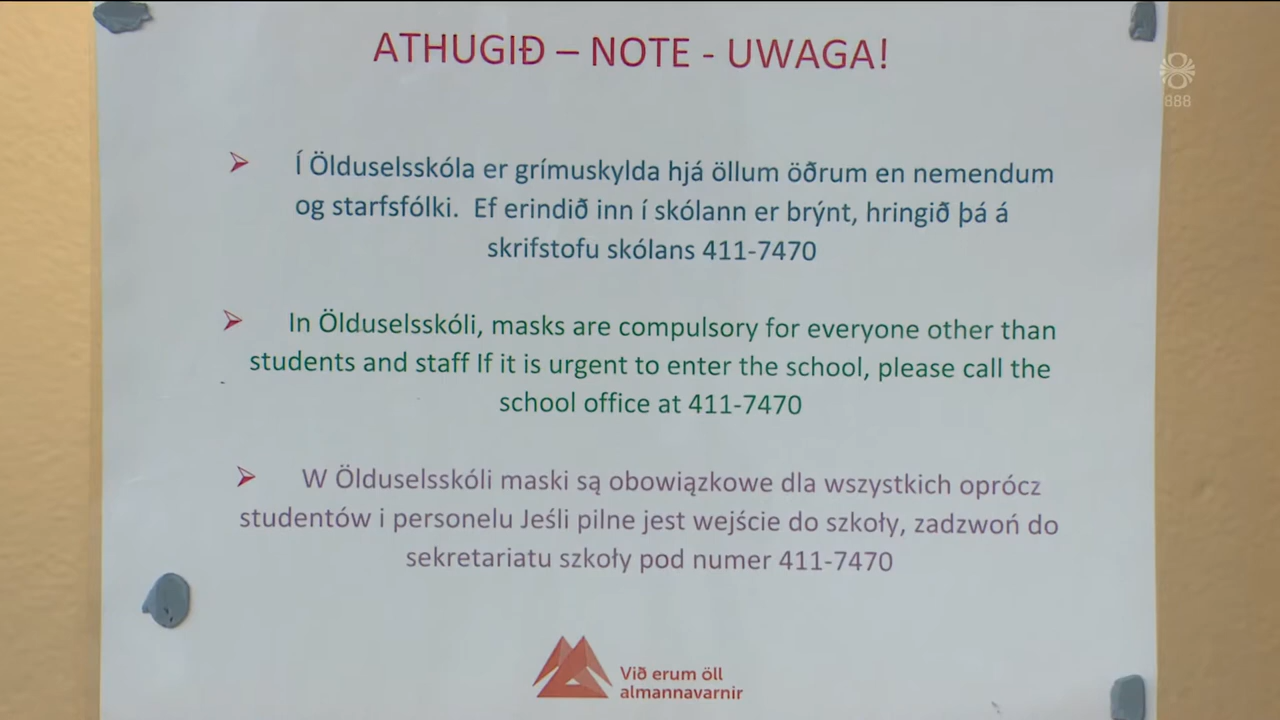 ATHUGIÐ – NOTE - UWAGA!
888
Í Ölduselsskóla er grímuskylda hjá öllum öðrum en nemendum
og starfsfólki. Ef erindið inn í skólann er brýnt, hringið þá á
skrifstofu skólans 411-7470
In Ölduselsskóli, masks are compulsory for everyone other than
students and staff If it is urgent to enter the school, please call the
school office at 411-7470
W Ölduselsskóli maski są obowiązkowe dla wszystkich oprócz
studentów i personelu Jeśli pilne jest wejście do szkoły, zadzwoń do
sekretariatu szkoły pod numer 411-7470
Við erum öll
almannavarnir